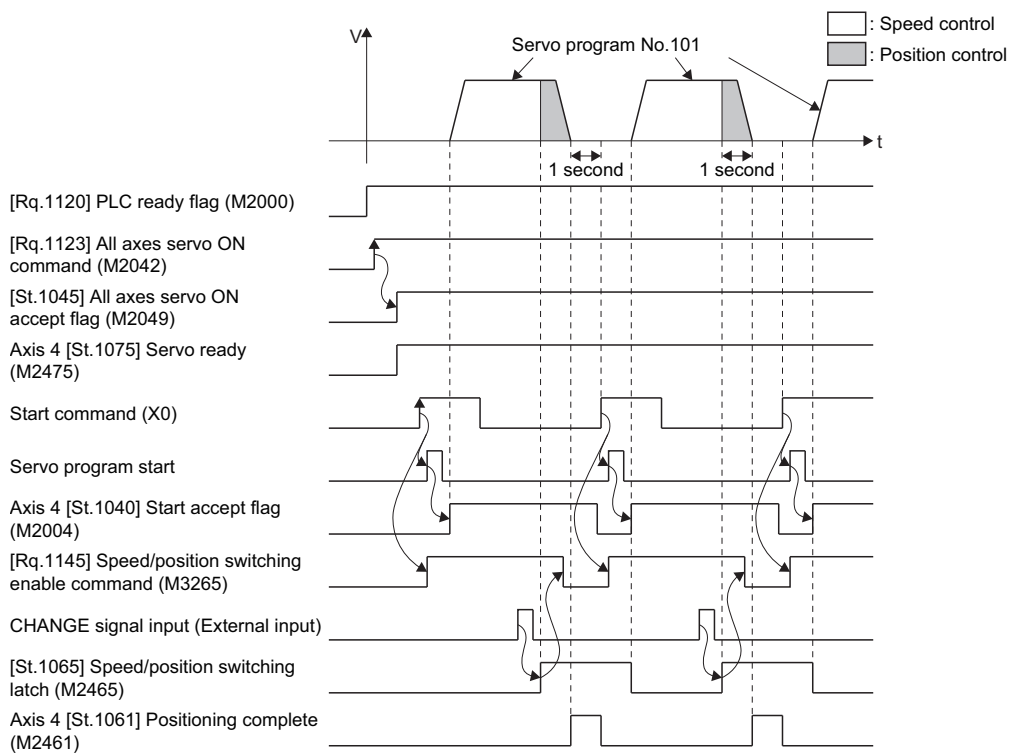 V
Servo program No.101
: Speed control
: Position control
t
1 second
1 second
[Rq.1120] PLC ready flag (M2000)
[Rq.1123] All axes servo ON
command (M2042)
[St.1045] All axes servo ON
accept flag (M2049)
Axis 4 [St.1075] Servo ready
(M2475)
Start command (X0)
Servo program start
Axis 4 [St.1040] Start accept flag
(M2004)
[Rq.1145] Speed/position switching
enable command (M3265)
CHANGE signal input (External input)
[St.1065] Speed/position switching
latch (M2465)
Axis 4 [St.1061] Positioning complete
(M2461)